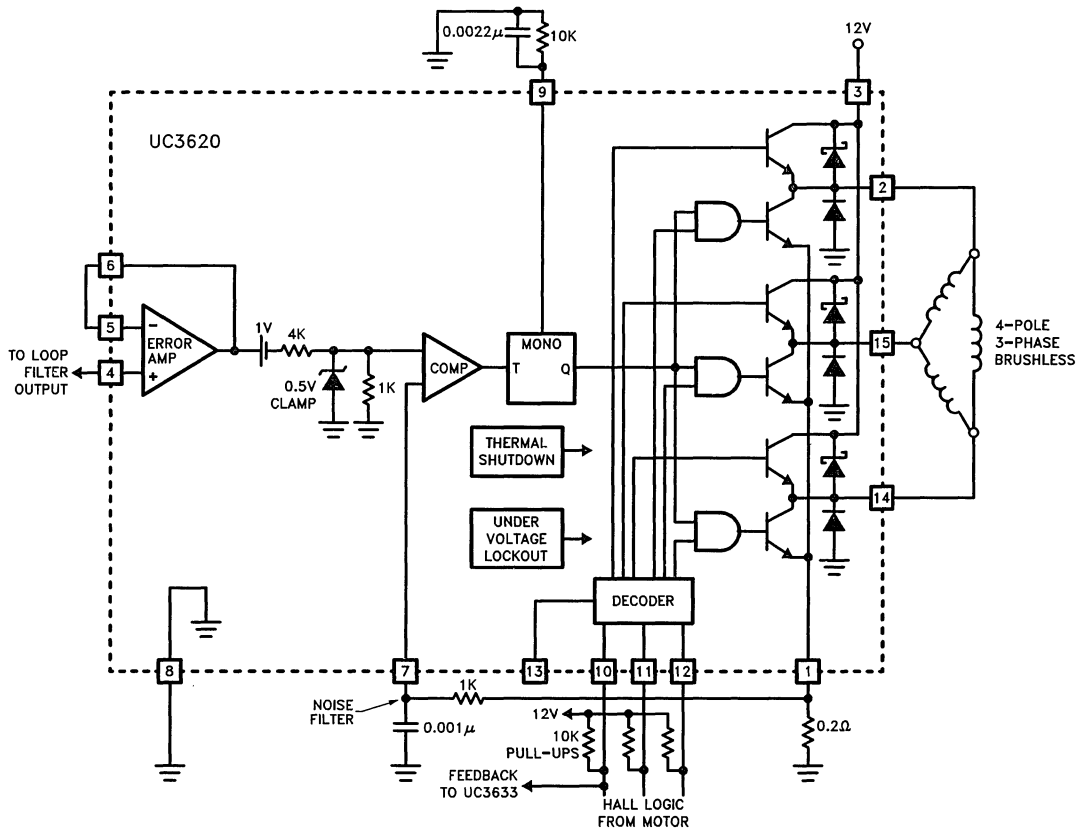 0.0022µ
10K
12V
9
3
UC3620
2
6
5
4
ERROR
AMP
−
+
TO LOOP
FILTER
OUTPUT
1V
4K
0.5V
CLAMP
1K
COMP
MONO
T
Q
15
4-POLE
3-PHASE
BRUSHLESS
THERMAL
SHUTDOWN
14
UNDER
VOLTAGE
LOCKOUT
DECODER
8
7
13
10
11
12
1
NOISE
FILTER
1K
0.001µ
12V
10K
PULL-UPS
0.2Ω
FEEDBACK
TO UC3633
HALL LOGIC
FROM MOTOR